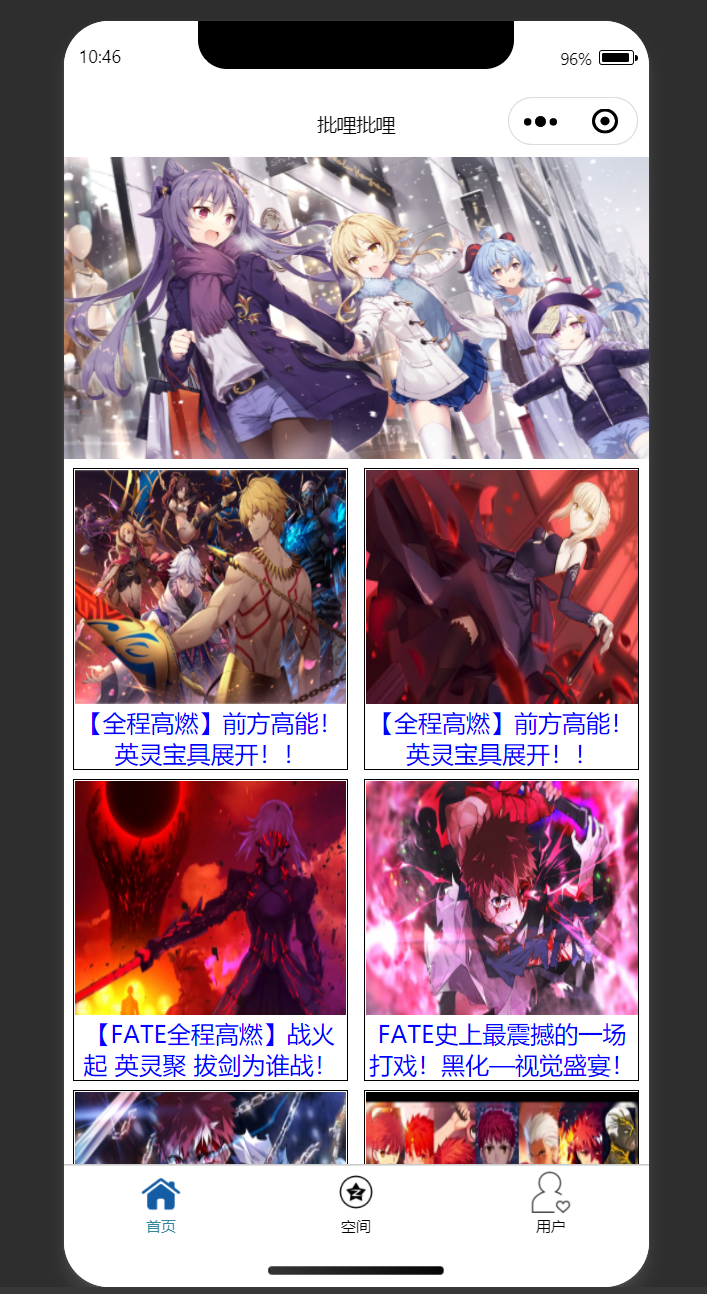 10:46
96%
批哩批哩
【全程高燃】前方高能!
英灵宝具展开!!
【全程高燃】前方高能!
英灵宝具展开!!
【FATE全程高燃】战火
起 英灵聚 拔剑为谁战!
FATE史上最震撼的一场
打戏!黑化—视觉盛宴!
首页
空间
用户